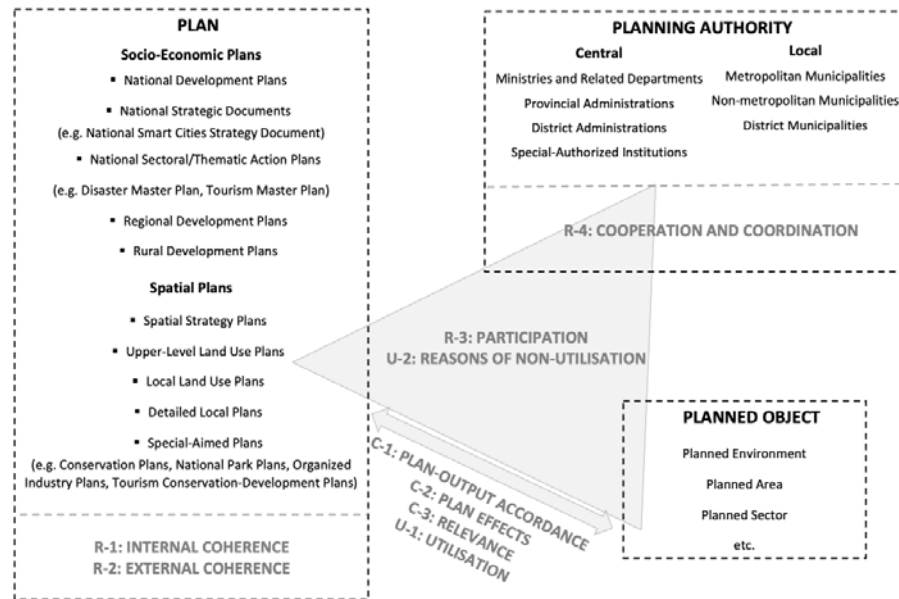 PLAN
Socio-Economic Plans
▪ National Development Plans
▪ National Strategic Documents
(e.g. National Smart Cities Strategy Document)
▪ National Sectoral/Thematic Action Plans
(e.g. Disaster Master Plan, Tourism Master Plan)
▪ Regional Development Plans
▪ Rural Development Plans
Spatial Plans
▪ Spatial Strategy Plans
▪ Upper-Level Land Use Plans
▪ Local Land Use Plans
▪ Detailed Local Plans
▪ Special-Aimed Plans
(e.g. Conservation Plans, National Park Plans, Organized
Industry Plans, Tourism Conservation-Development Plans)
R-1: INTERNAL COHERENCE
R-2: EXTERNAL COHERENCE
PLANNING AUTHORITY
Central
Ministries and Related Departments
Provincial Administrations
District Administrations
Special-Authorized Institutions
Local
Metropolitan Municipalities
Non-metropolitan Municipalities
District Municipalities
R-4: COOPERATION AND COORDINATION
R-3: PARTICIPATION
U-2: REASONS OF NON-UTILISATION
C-1: PLAN-OUTPUT ACCORDANCE
C-2: PLAN EFFECTS
C-3: RELEVANCE
U-1: UTILISATION
PLANNED OBJECT
Planned Environment
Planned Area
Planned Sector
etc.